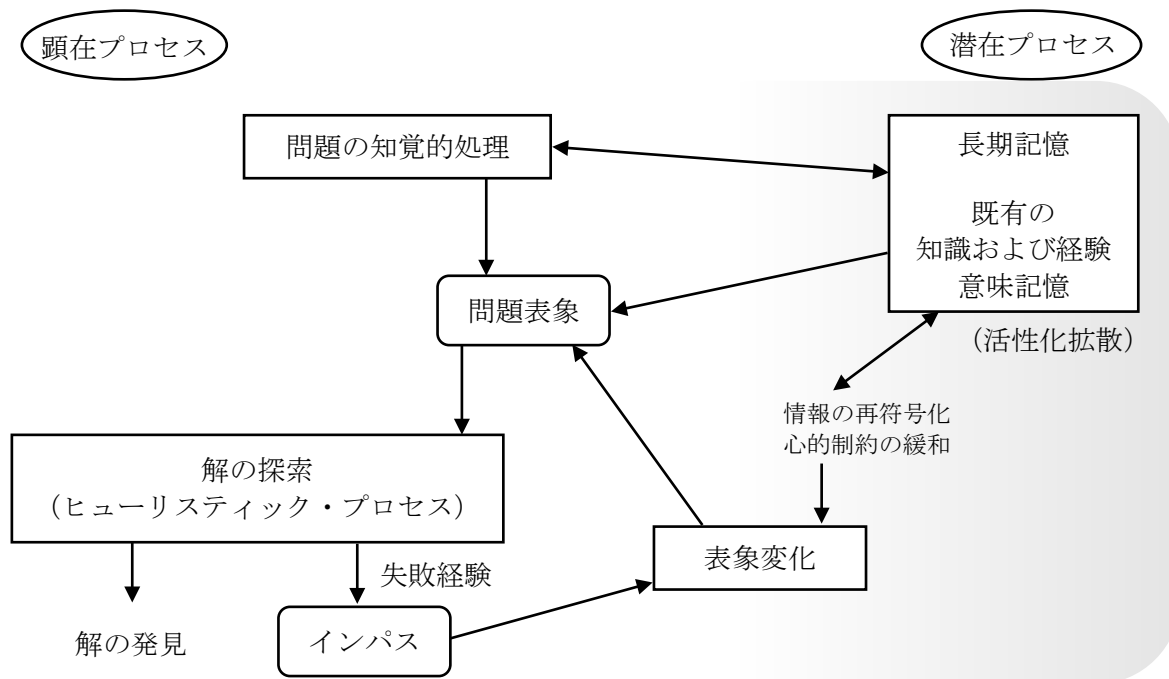 顕在プロセス
潜在プロセス
問題の知覚的処理
長期記憶
既有の
知識および経験
意味記憶
問題表象
（活性化拡散）
情報の再符号化
心的制約の緩和
解の探索
（ヒューリスティック・プロセス）
表象変化
失敗経験
解の発見
インパス